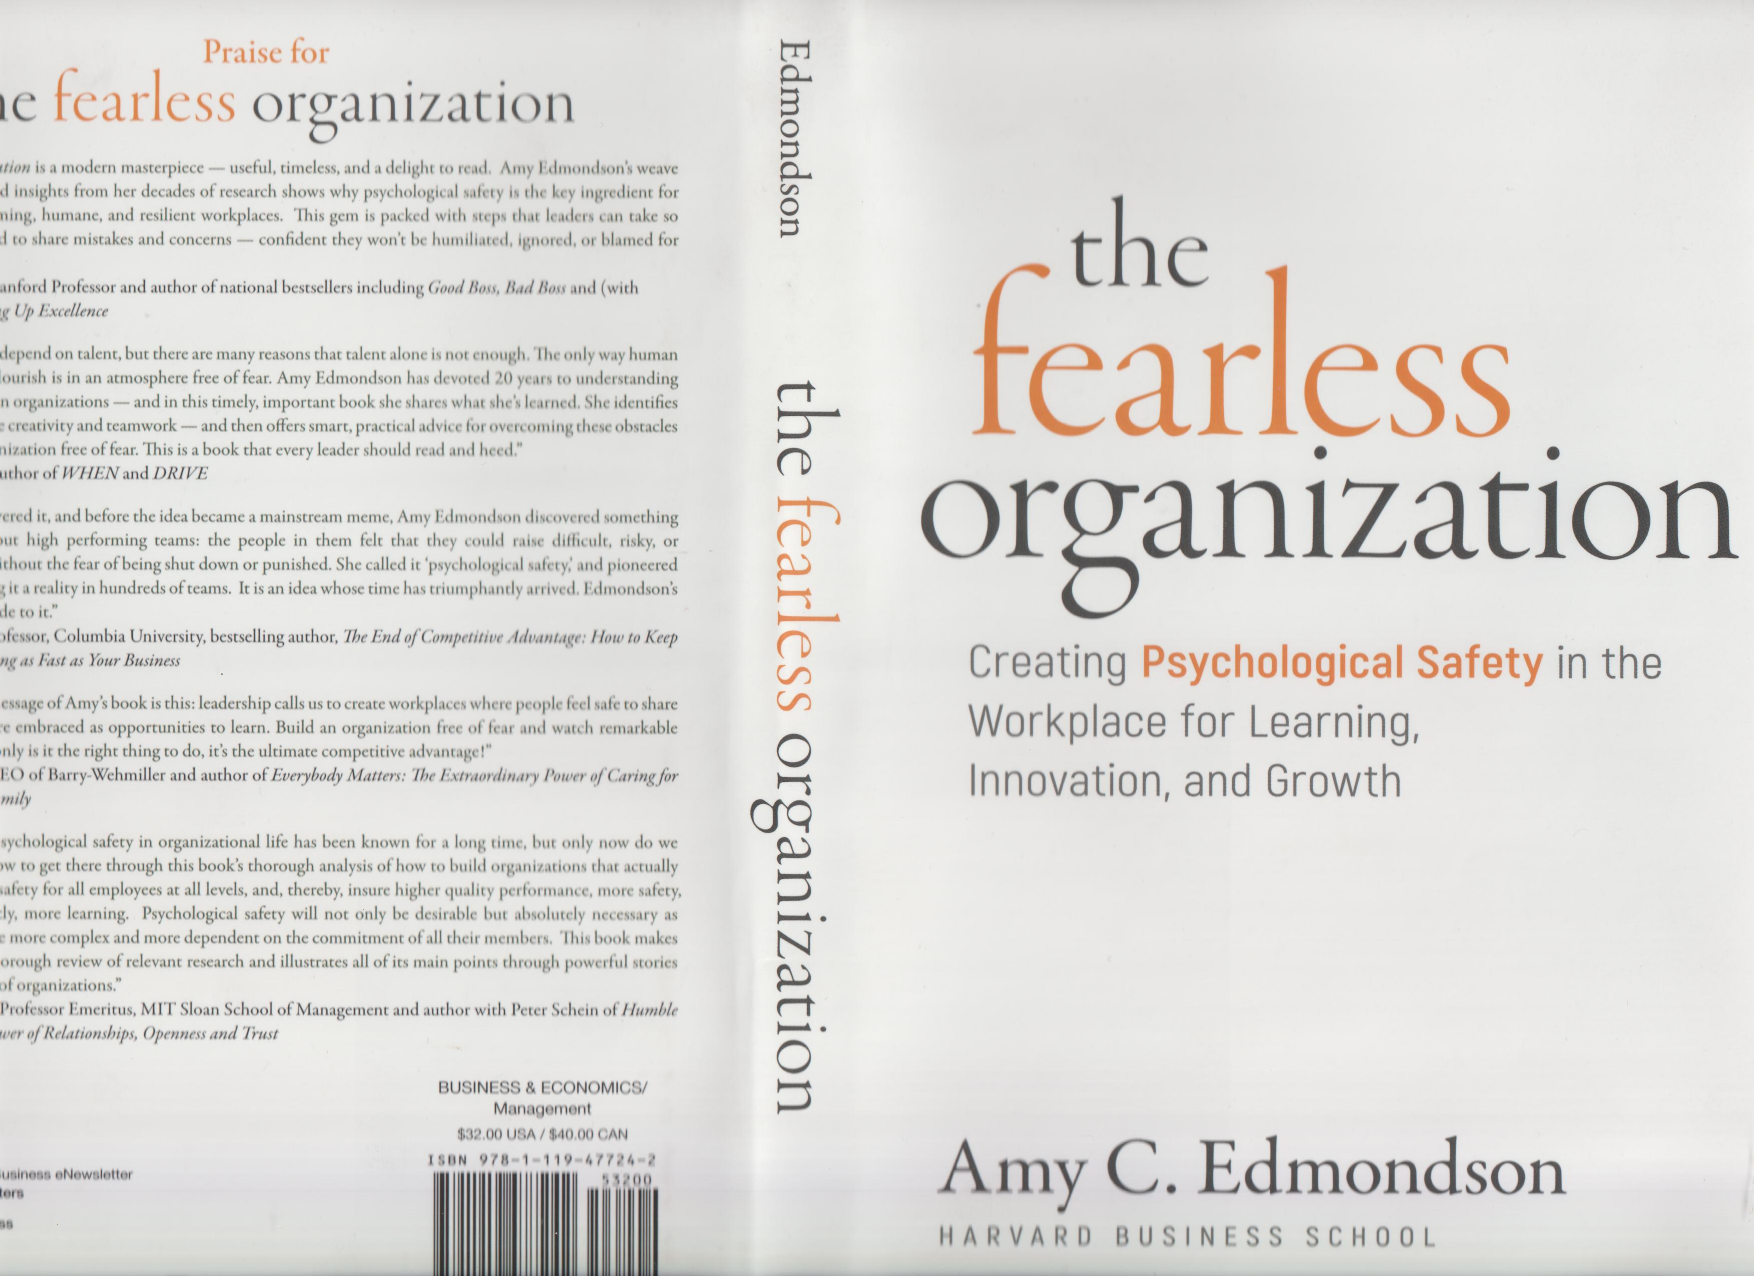 Praise for
fearless organization
is a modern masterpiece — useful, timeless, and a delight to read. Amy Edmondson's weave
insights from her decades of research shows why psychological safety is the key ingredient for
humane, and resilient workplaces. This gem is packed with steps that leaders can take so
to share mistakes and concerns — confident they won't be humiliated, ignored, or blamed for
Professor and author of national bestsellers including Good Boss, Bad Boss and (with
Up Excellence
depend on talent, but there are many reasons that talent alone is not enough. The only way human
is in an atmosphere free of fear. Amy Edmondson has devoted 20 years to understanding
organizations — and in this timely, important book she shares what she's learned. She identifies
creativity and teamwork — and then offers smart, practical advice for overcoming these obstacles
free of fear. This is a book that every leader should read and heed."
of WHEN and DRIVE
it, and before the idea became a mainstream meme, Amy Edmondson discovered something
high performing teams: the people in them felt that they could raise difficult, risky, or
the fear of being shut down or punished. She called it 'psychological safety,' and pioneered
it a reality in hundreds of teams. It is an idea whose time has triumphantly arrived. Edmondson's
to it."
Columbia University, bestselling author, The End of Competitive Advantage: How to Keep
as Fast as Your Business
of Amy's book is this: leadership calls us to create workplaces where people feel safe to share
embraced as opportunities to learn. Build an organization free of fear and watch remarkable
is it the right thing to do, it's the ultimate competitive advantage!"
of Barry-Wehmiller and author of Everybody Matters: The Extraordinary Power of Caring for
safety in organizational life has been known for a long time, but only now do we
to get there through this book's thorough analysis of how to build organizations that actually
safety for all employees at all levels, and, thereby, insure higher quality performance, more safety,
more learning. Psychological safety will not only be desirable but absolutely necessary as
more complex and more dependent on the commitment of all their members. This book makes
review of relevant research and illustrates all of its main points through powerful stories
of organizations."
Professor Emeritus, MIT Sloan School of Management and author with Peter Schein of Humble
of Relationships, Openness and Trust
BUSINESS & ECONOMICS/
Management
$32.00 USA / $40.00 CAN
ISBN 978-1-119-47724-2
53200
eNewsletter
Edmondson
the fearless organization
the
fearless
organization
Creating Psychological Safety in the
Workplace for Learning,
Innovation, and Growth
Amy C. Edmondson
HARVARD BUSINESS SCHOOL